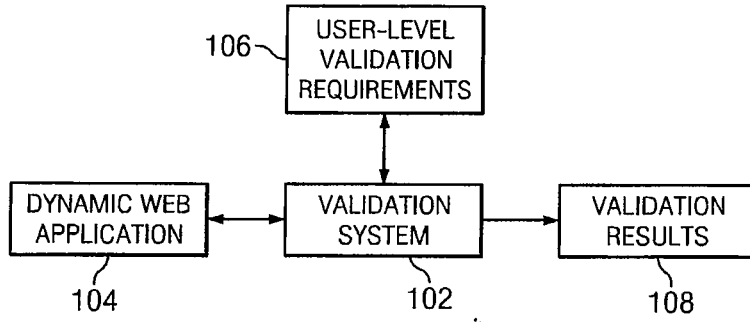 106
USER-LEVEL
VALIDATION
REQUIREMENTS
DYNAMIC WEB
APPLICATION
VALIDATION
SYSTEM
VALIDATION
RESULTS
104
102
108